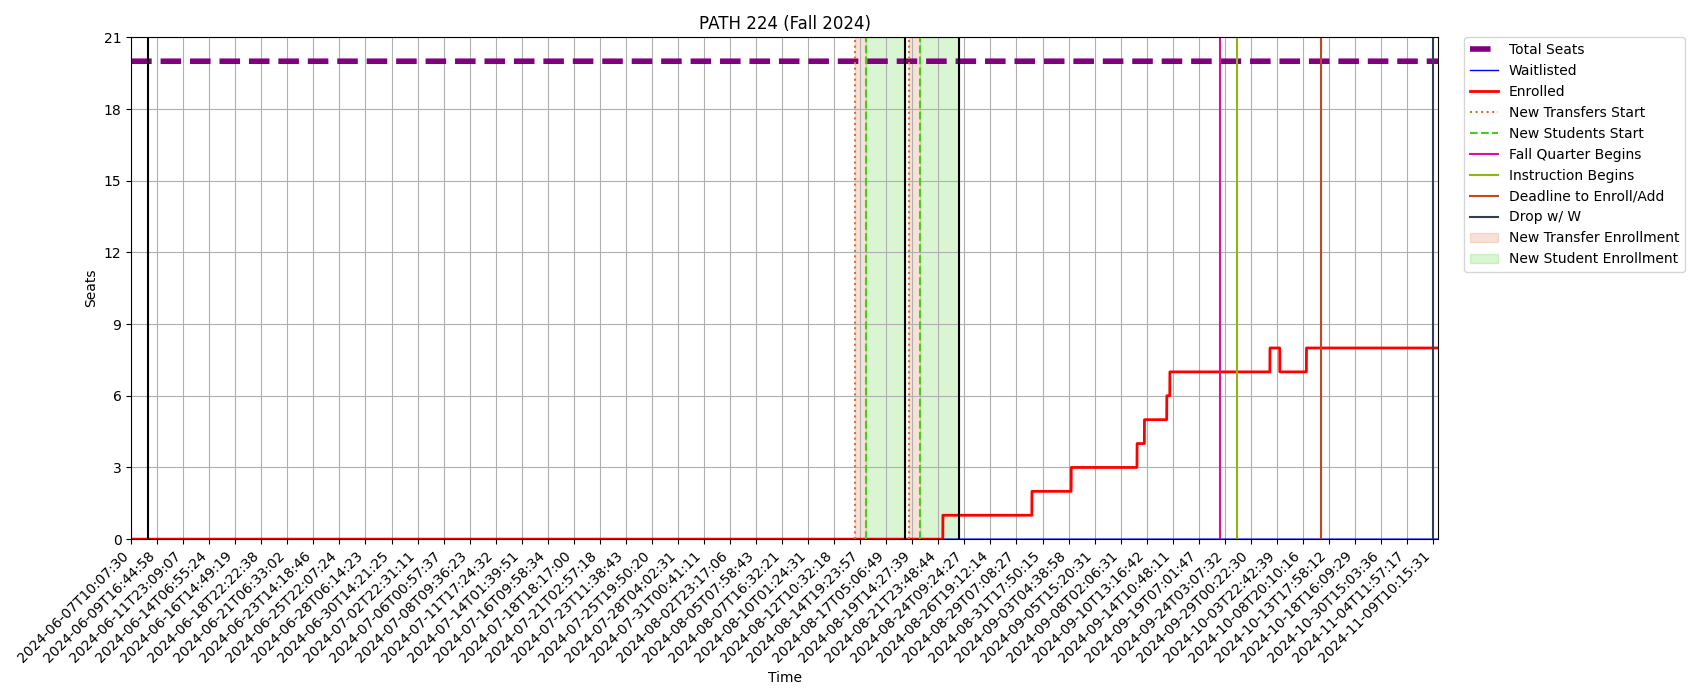 PATH 224 (Fall 2024)
21
18
15
12
9
6
3
0
Seats
Total Seats
Waitlisted
Enrolled
New Transfers Start
New Students Start
Fall Quarter Begins
Instruction Begins
Deadline to Enroll/Add
Drop w/ W
New Transfer Enrollment
New Student Enrollment
2024-06-07T10:07:30
2024-06-09T16:44:58
2024-06-11T23:09:07
2024-06-14T06:55:24
2024-06-16T14:49:19
2024-06-18T22:22:38
2024-06-21T06:33:02
2024-06-23T14:18:46
2024-06-25T22:07:24
2024-06-28T06:14:23
2024-06-30T14:21:25
2024-07-02T22:31:11
2024-07-06T00:57:37
2024-07-08T09:36:23
2024-07-11T17:24:32
2024-07-14T01:39:51
2024-07-16T09:58:34
2024-07-18T18:17:00
2024-07-21T02:57:18
2024-07-23T11:38:43
2024-07-25T19:50:20
2024-07-28T04:02:31
2024-07-31T00:41:11
2024-08-02T23:17:06
2024-08-05T07:58:43
2024-08-07T16:32:21
2024-08-10T01:24:31
2024-08-12T10:32:18
2024-08-14T19:23:57
2024-08-17T05:06:49
2024-08-19T14:27:39
2024-08-21T23:48:44
2024-08-24T09:24:27
2024-08-26T19:12:14
2024-08-29T07:08:27
2024-08-31T17:50:15
2024-09-03T04:38:58
2024-09-05T15:20:31
2024-09-08T02:06:31
2024-09-10T13:16:42
2024-09-14T10:48:11
2024-09-19T07:01:47
2024-09-24T03:07:32
2024-09-29T00:22:30
2024-10-03T22:42:39
2024-10-08T20:10:16
2024-10-13T17:58:12
2024-10-18T16:09:29
2024-10-30T15:03:36
2024-11-04T11:57:17
2024-11-09T10:15:31
Time